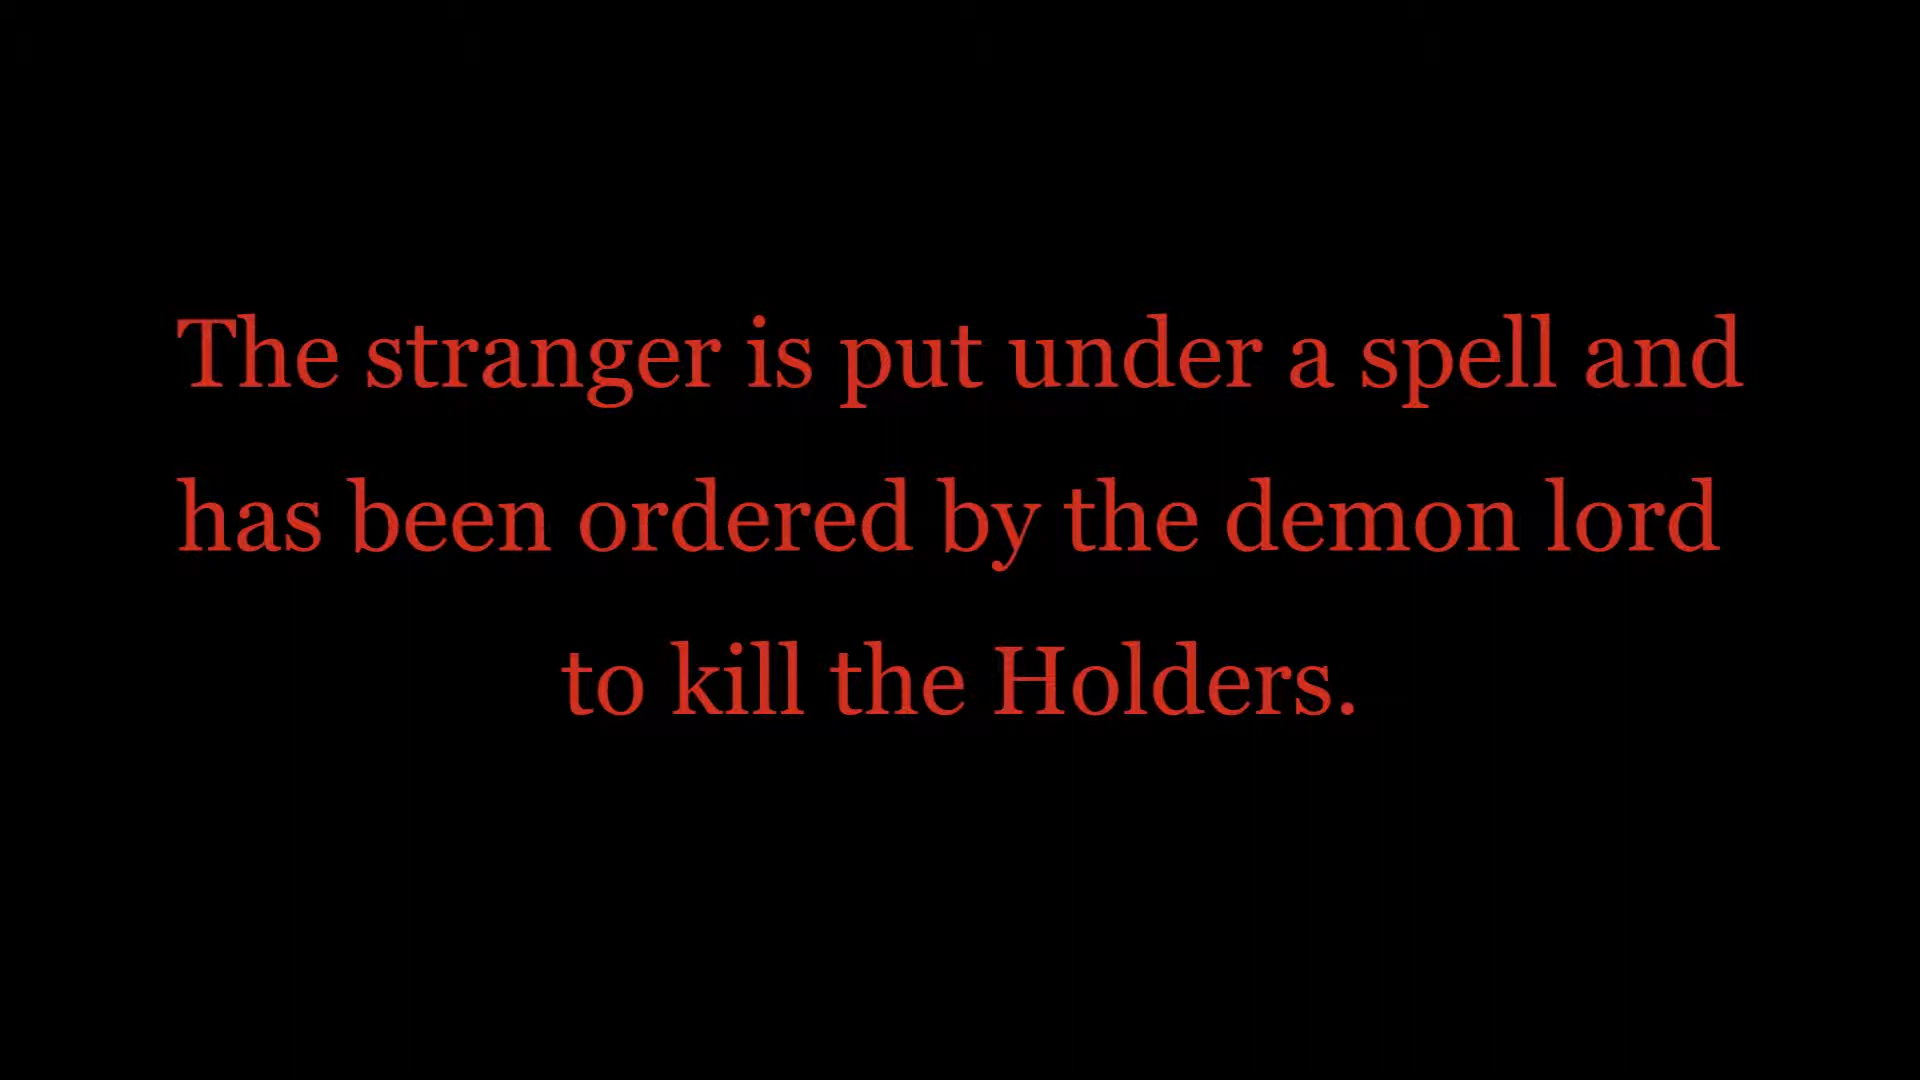 The stranger is put under a spell and
has been ordered by the demon lord
to kill the Holders.